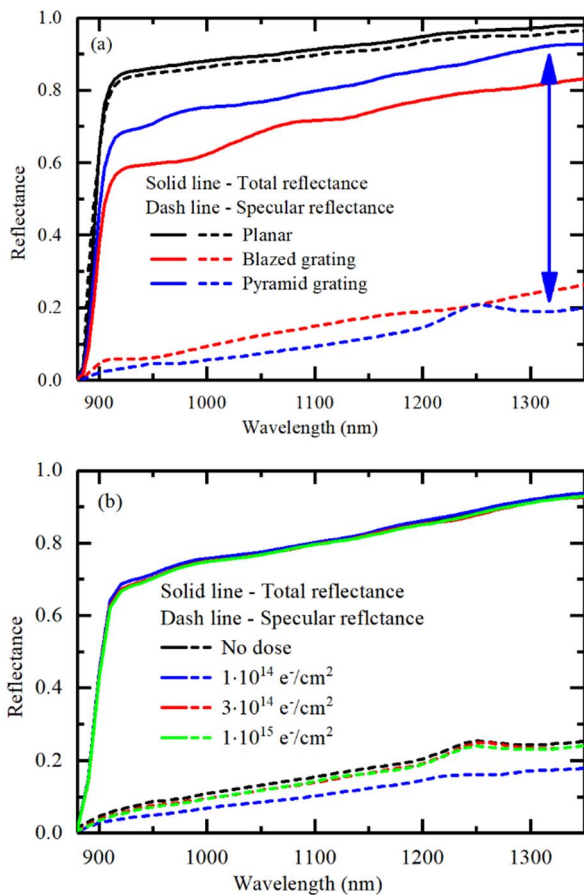 1.0
(a)
0.8
0.6
Reflectance
Solid line - Total reflectance
Dash line - Specular reflectance
Planar
0.4
Blazed grating
Pyramid grating
0.2
0.0
900 1000 1100 1200 1300
Wavelength (nm)
1.0
(b)
0.8
Solid line - Total reflectance
0.6
Dash line - Specular reflctance
Reflectance
No dose
0.4
1·10¹⁴ e⁻/cm²
3·10¹⁴ e⁻/cm²
1·10¹⁵ e⁻/cm²
0.2
0.0
900 1000 1100 1200 1300
Wavelength (nm)